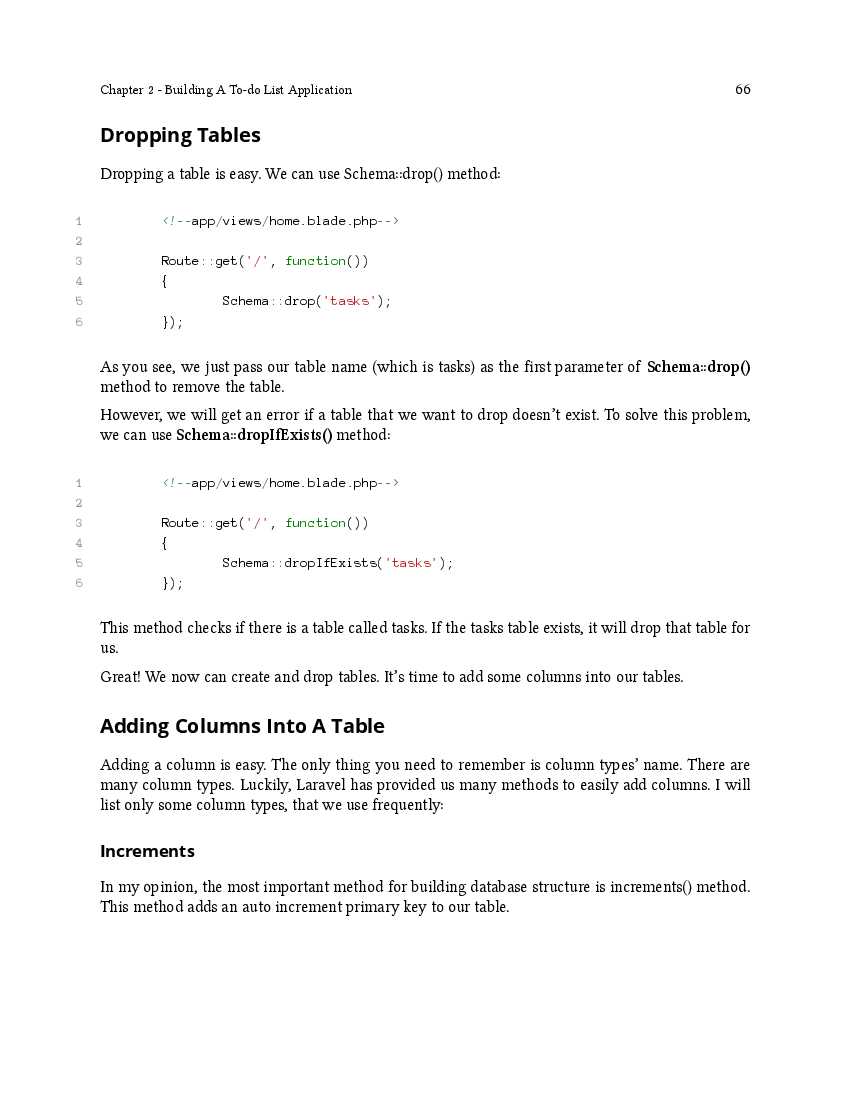 Chapter 2 - Building A To-do List Application 66
Dropping Tables
Dropping a table is easy. We can use Schema::drop() method:
1 <!--app/views/home.blade.php-->
2
3 Route::get('/', function())
4 {
5 Schema::drop('tasks');
6 });
As you see, we just pass our table name (which is tasks) as the first parameter of Schema::drop()
method to remove the table.
However, we will get an error if a table that we want to drop doesn’t exist. To solve this problem,
we can use Schema::dropIfExists() method:
1 <!--app/views/home.blade.php-->
2
3 Route::get('/', function())
4 {
5 Schema::dropIfExists('tasks');
6 });
This method checks if there is a table called tasks. If the tasks table exists, it will drop that table for
us.
Great! We now can create and drop tables. It’s time to add some columns into our tables.
Adding Columns Into A Table
Adding a column is easy. The only thing you need to remember is column types’ name. There are
many column types. Luckily, Laravel has provided us many methods to easily add columns. I will
list only some column types, that we use frequently:
Increments
In my opinion, the most important method for building database structure is increments() method.
This method adds an auto increment primary key to our table.